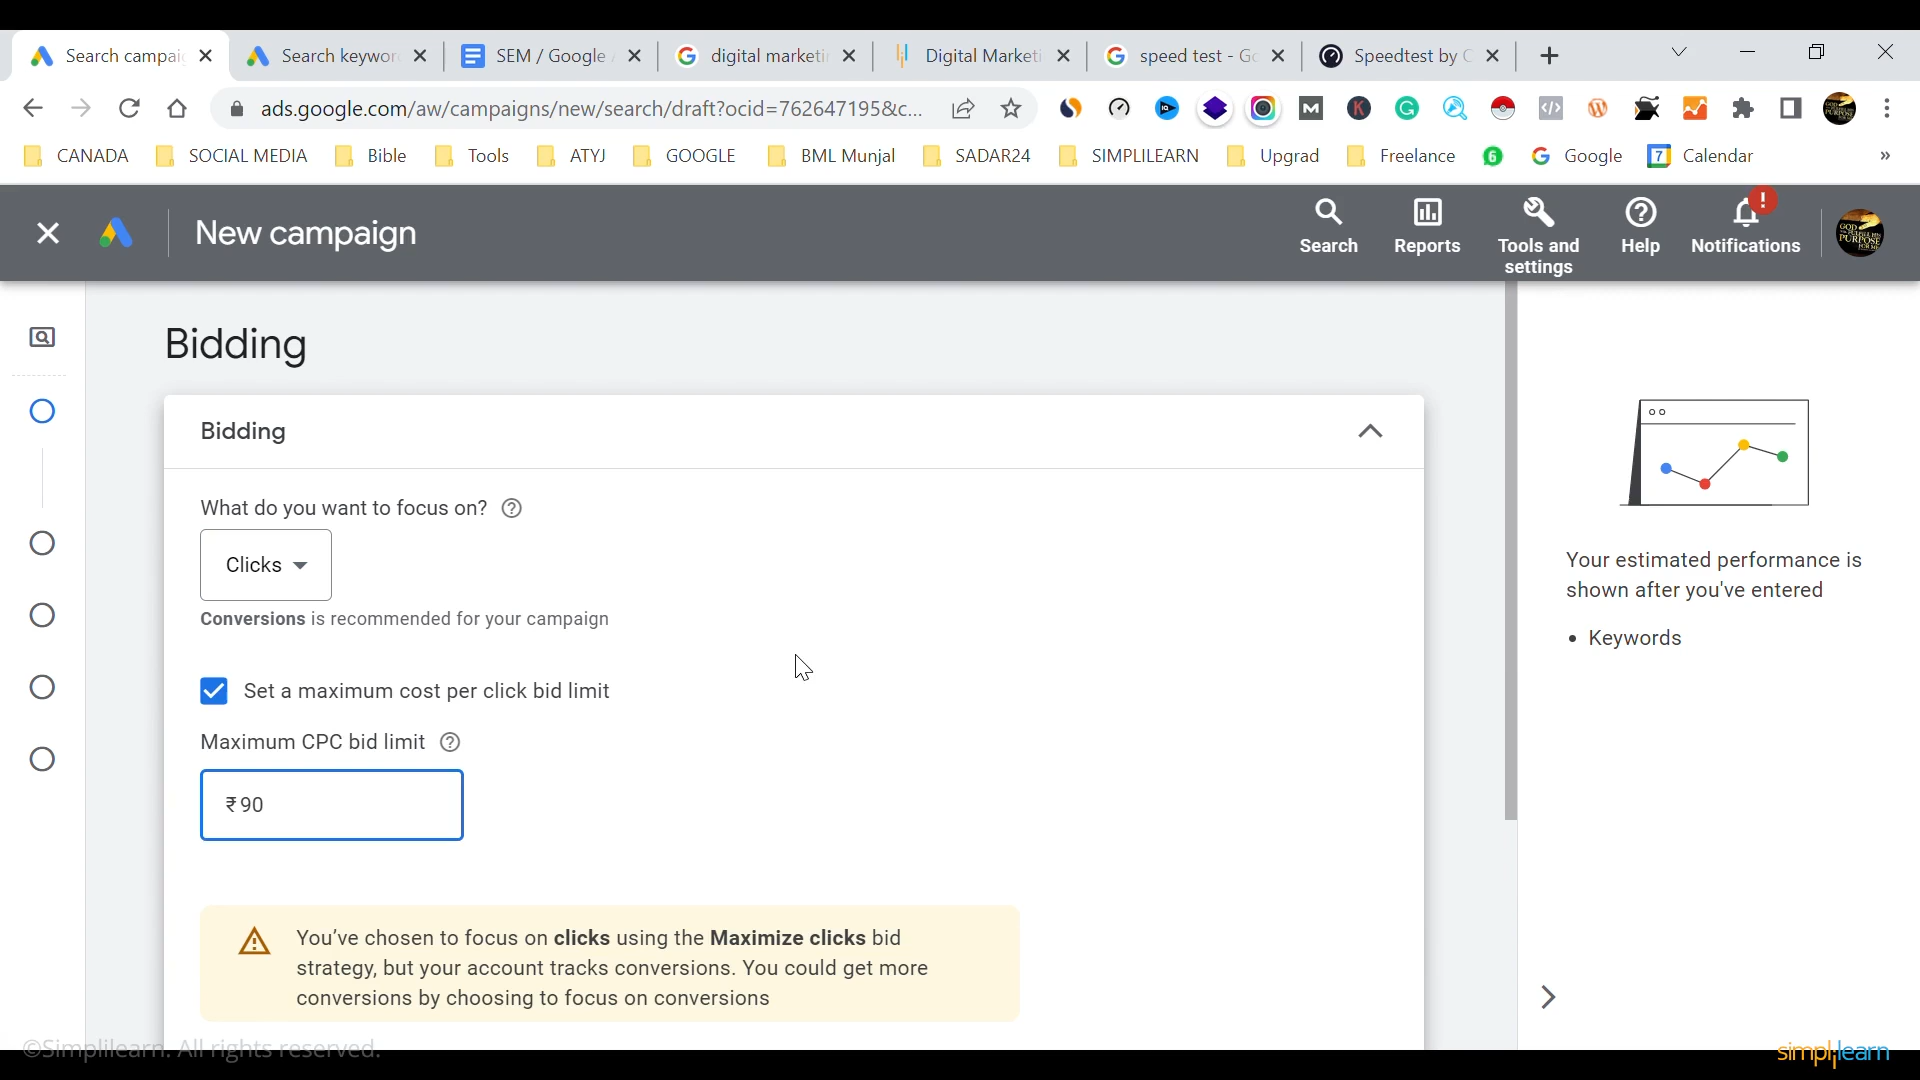 Search campai
Search keywor
SEM / Google
digital marketi
Digital Marketi
speed test - Go
Speedtest by
ads.google.com/aw/campaigns/new/search/draft?ocid=762647195&c...
CANADA
SOCIAL MEDIA
Bible
Tools
ATYJ
GOOGLE
BML Munjal
SADAR24
SIMPLILEARN
Upgrad
Freelance
Google
7
Calendar
»
New campaign
Search
Reports
Tools and
settings
Help
!
Notifications
GOD
PURPOSE
Bidding
Bidding
What do you want to focus on?
Clicks
Conversions is recommended for your campaign
Set a maximum cost per click bid limit
Maximum CPC bid limit
₹90
You've chosen to focus on clicks using the Maximize clicks bid
strategy, but your account tracks conversions. You could get more
conversions by choosing to focus on conversions
Your estimated performance is
shown after you've entered
• Keywords
©Simplilearn. All rights reserved.
simplilearn